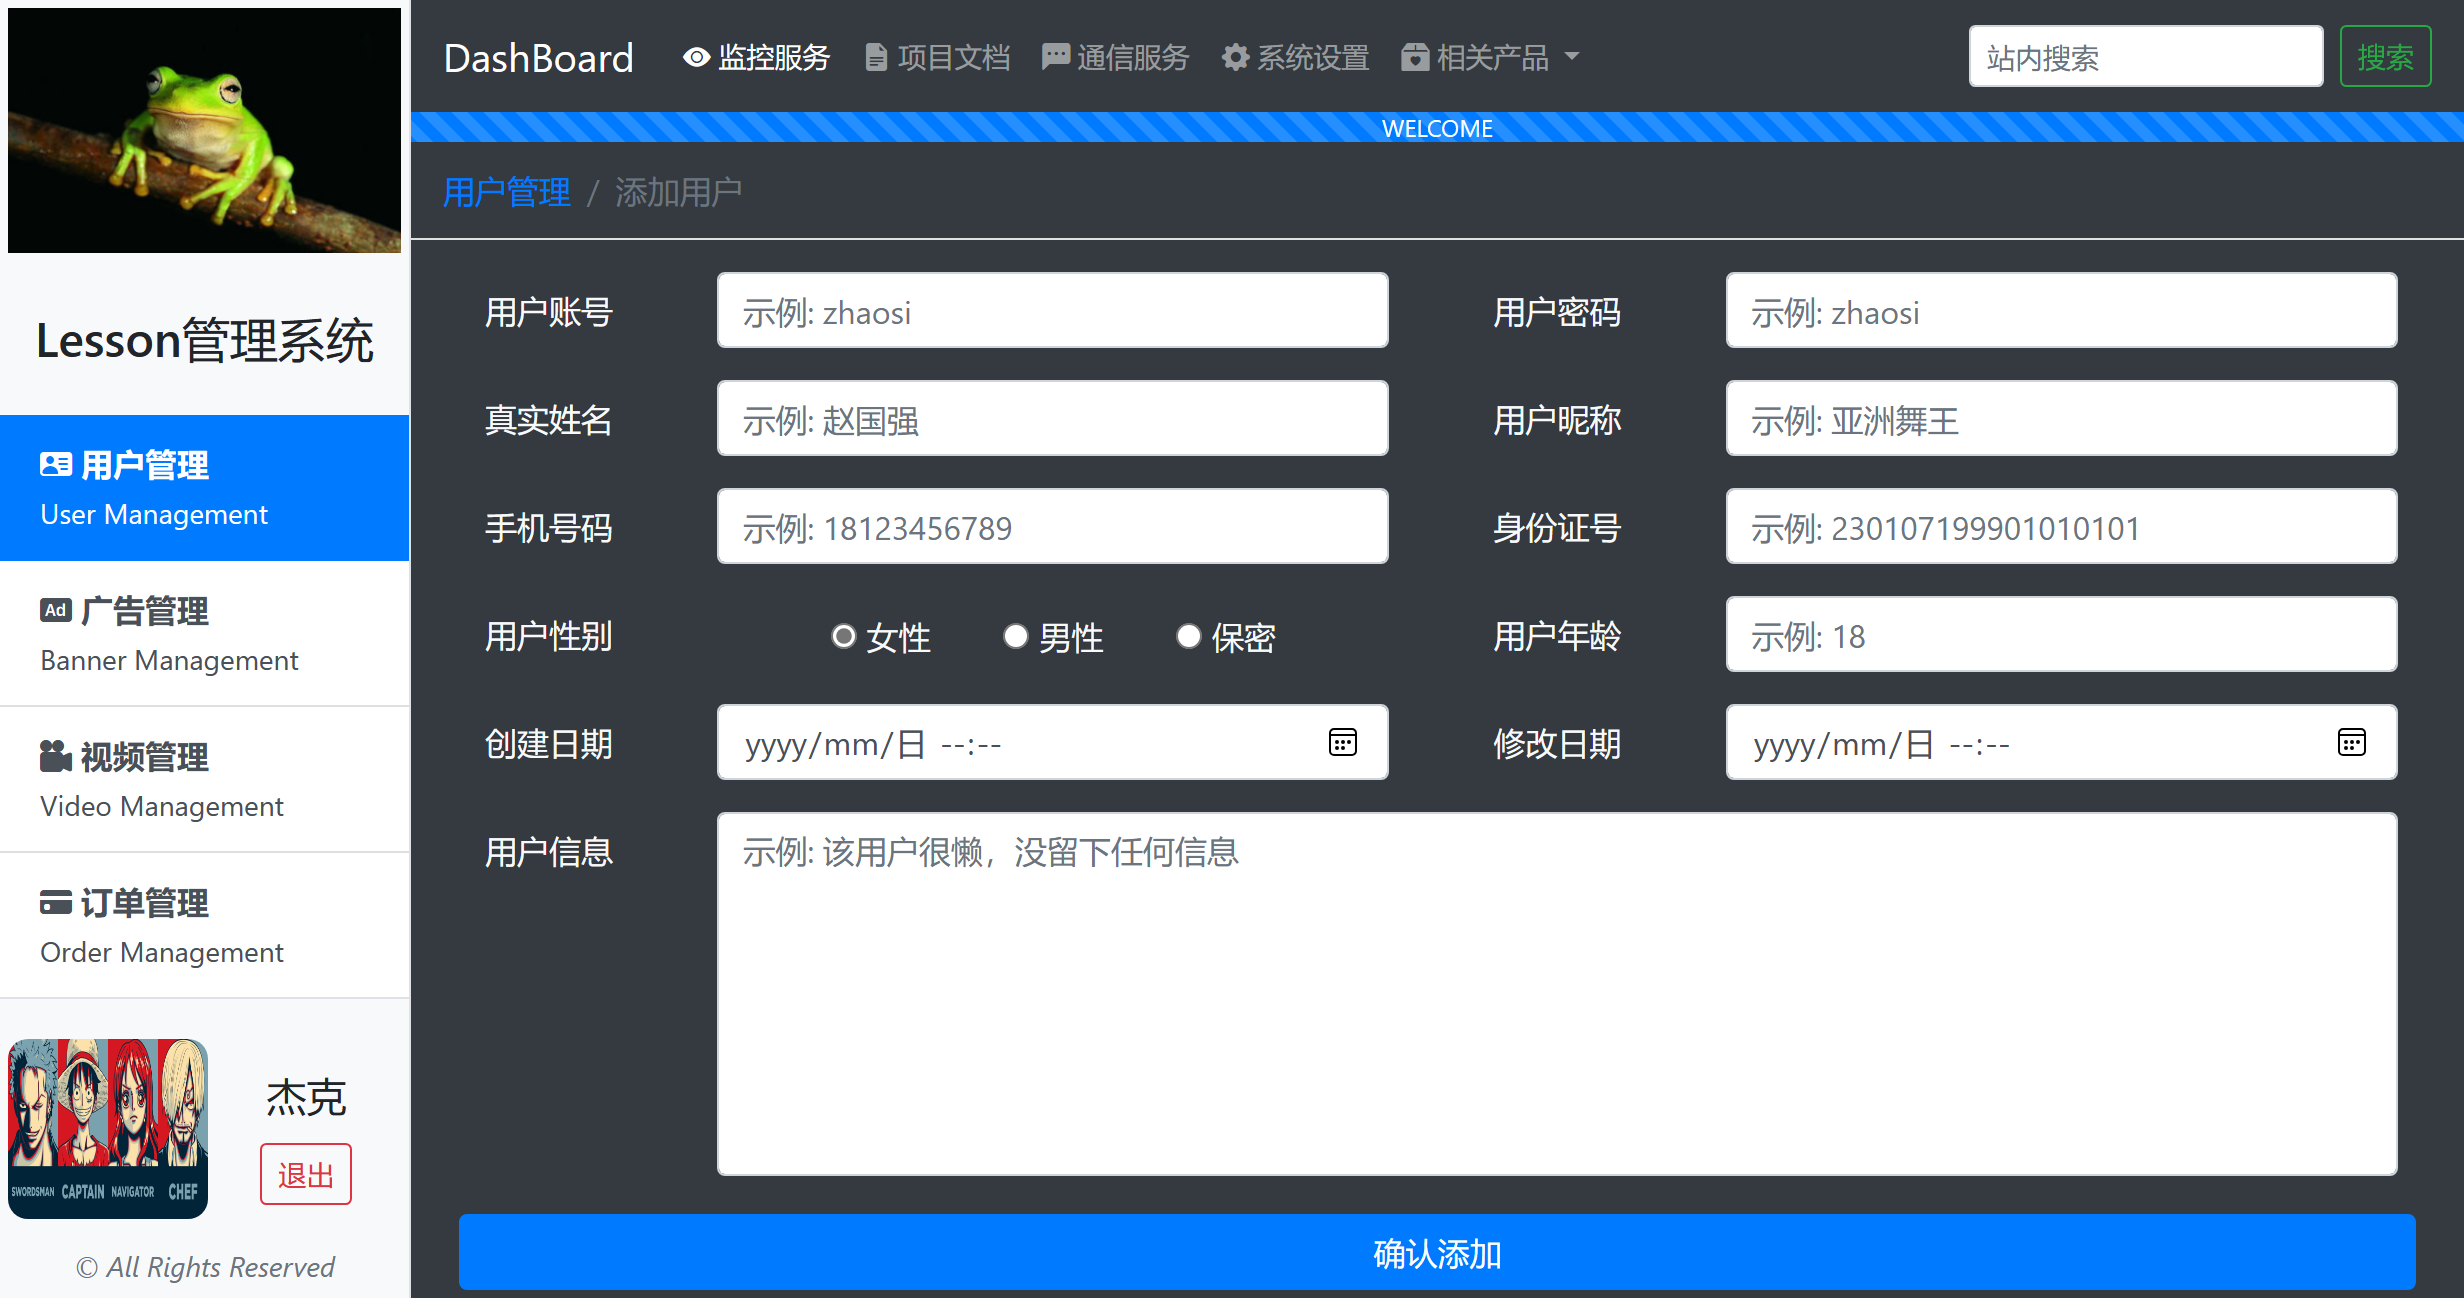 DashBoard 监控服务 项目文档 通信服务 系统设置 相关产品 站内搜索 搜索
WELCOME
用户管理 / 添加用户
Lesson管理系统
用户管理
User Management
Ad 广告管理
Banner Management
视频管理
Video Management
订单管理
Order Management
SWORDSMAN CAPTAIN NAVIGATOR CHEF
杰克
退出
© All Rights Reserved
用户账号 示例: zhaosi 用户密码 示例: zhaosi
真实姓名 示例: 赵国强 用户昵称 示例: 亚洲舞王
手机号码 示例: 18123456789 身份证号 示例: 230107199901010101
用户性别 女性 男性 保密 用户年龄 示例: 18
创建日期 yyyy/mm/日 --:-- 修改日期 yyyy/mm/日 --:--
用户信息 示例: 该用户很懒，没留下任何信息
确认添加